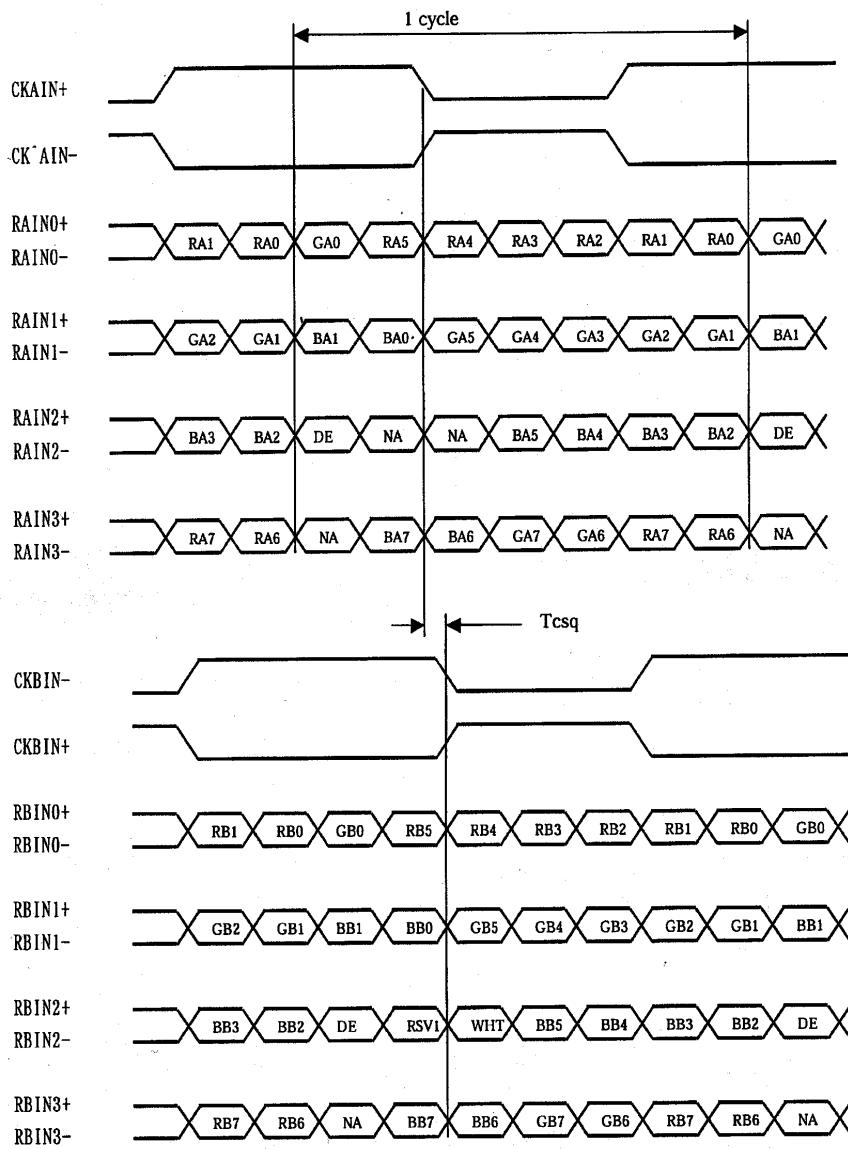 1 cycle
CKAIN+
CK^AIN-
RAIN0+
RA1 RA0 GA0 RA5 RA4 RA3 RA2 RA1 RA0 GA0
RAIN0-
RAIN1+
GA2 GA1 BA1 BA0 GA5 GA4 GA3 GA2 GA1 BA1
RAIN1-
RAIN2+
BA3 BA2 DE NA NA BA5 BA4 BA3 BA2 DE
RAIN2-
RAIN3+
RA7 RA6 NA BA7 BA6 GA7 GA6 RA7 RA6 NA
RAIN3-
Tcsq
CKBIN-
CKBIN+
RBIN0+
RB1 RB0 GB0 RB5 RB4 RB3 RB2 RB1 RB0 GB0
RBIN0-
RBIN1+
GB2 GB1 BB1 BB0 GB5 GB4 GB3 GB2 GB1 BB1
RBIN1-
RBIN2+
BB3 BB2 DE RSV1 WHT BB5 BB4 BB3 BB2 DE
RBIN2-
RBIN3+
RB7 RB6 NA BB7 BB6 GB7 GB6 RB7 RB6 NA
RBIN3-